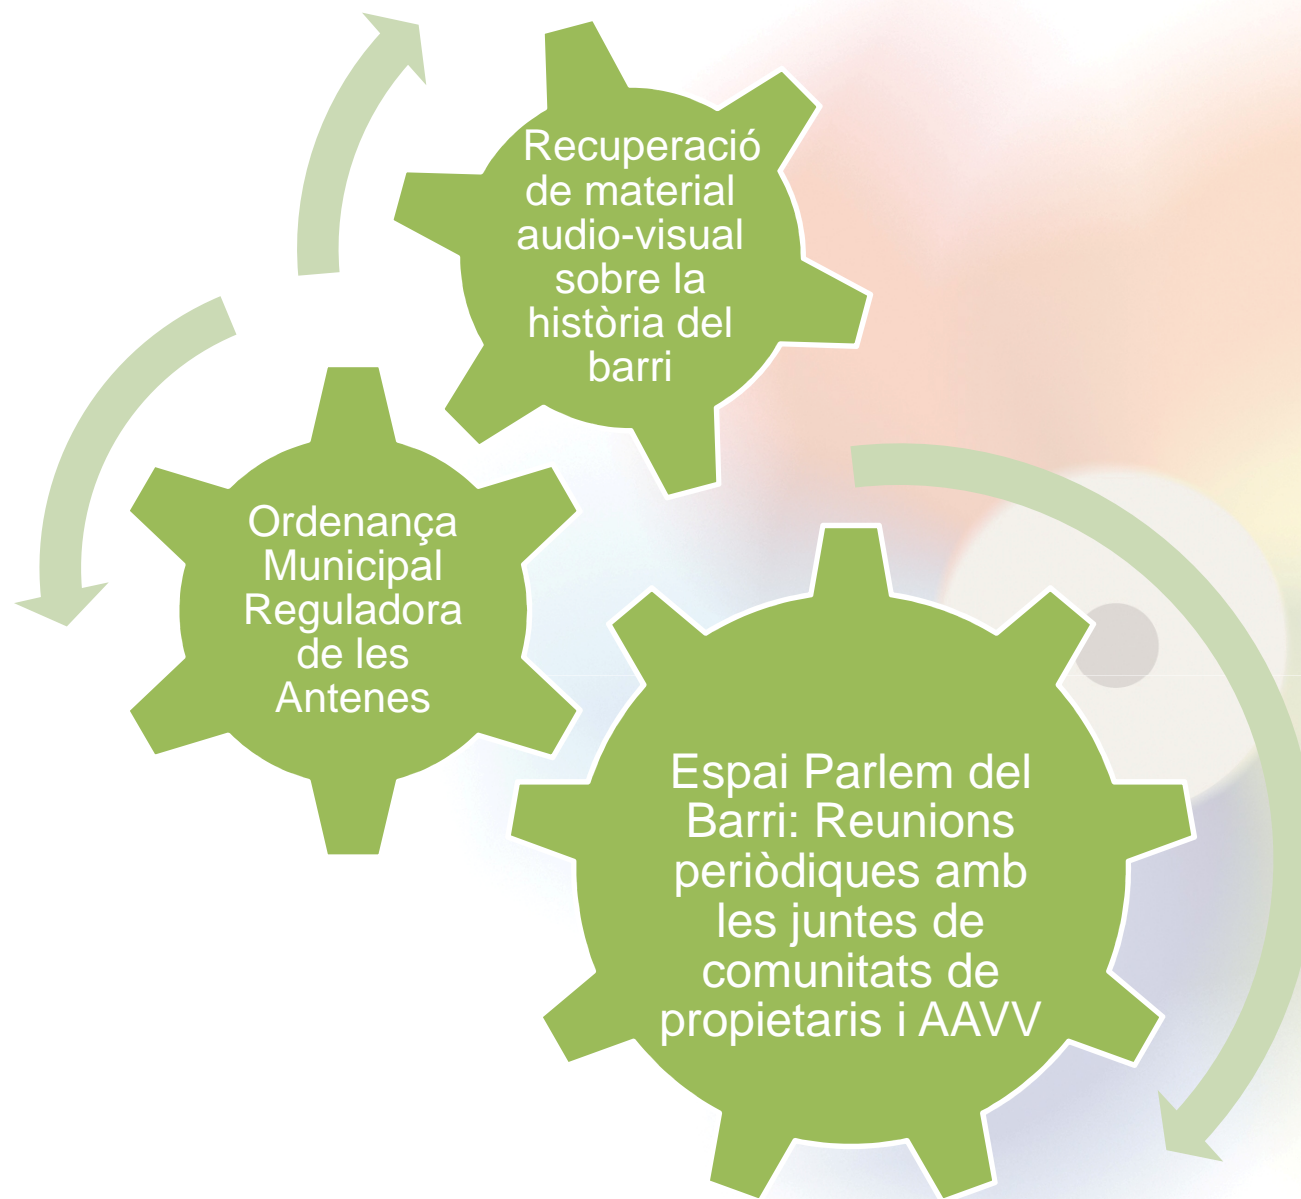 Recuperació
de material
audio-visual
sobre la
història del
barri
Ordenança
Municipal
Reguladora
de les
Antenes
Espai Parlem del
Barri: Reunions
periòdiques amb
les juntes de
comunitats de
propietaris i AAVV